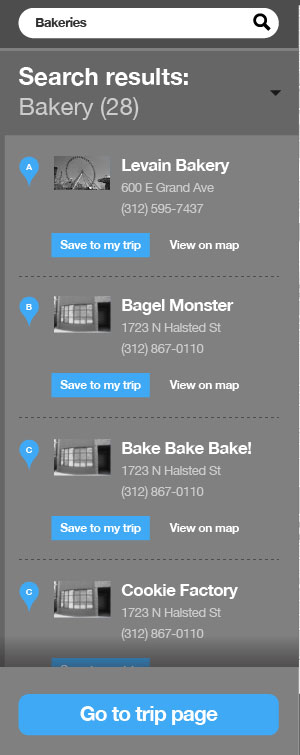 Bakeries
Search results:
Bakery (28)
A
Levain Bakery
600 E Grand Ave
(312) 595-7437
Save to my trip View on map
B
Bagel Monster
1723 N Halsted St
(312) 867-0110
Save to my trip View on map
C
Bake Bake Bake!
1723 N Halsted St
(312) 867-0110
Save to my trip View on map
C
Cookie Factory
1723 N Halsted St
(312) 867-0110
Go to trip page